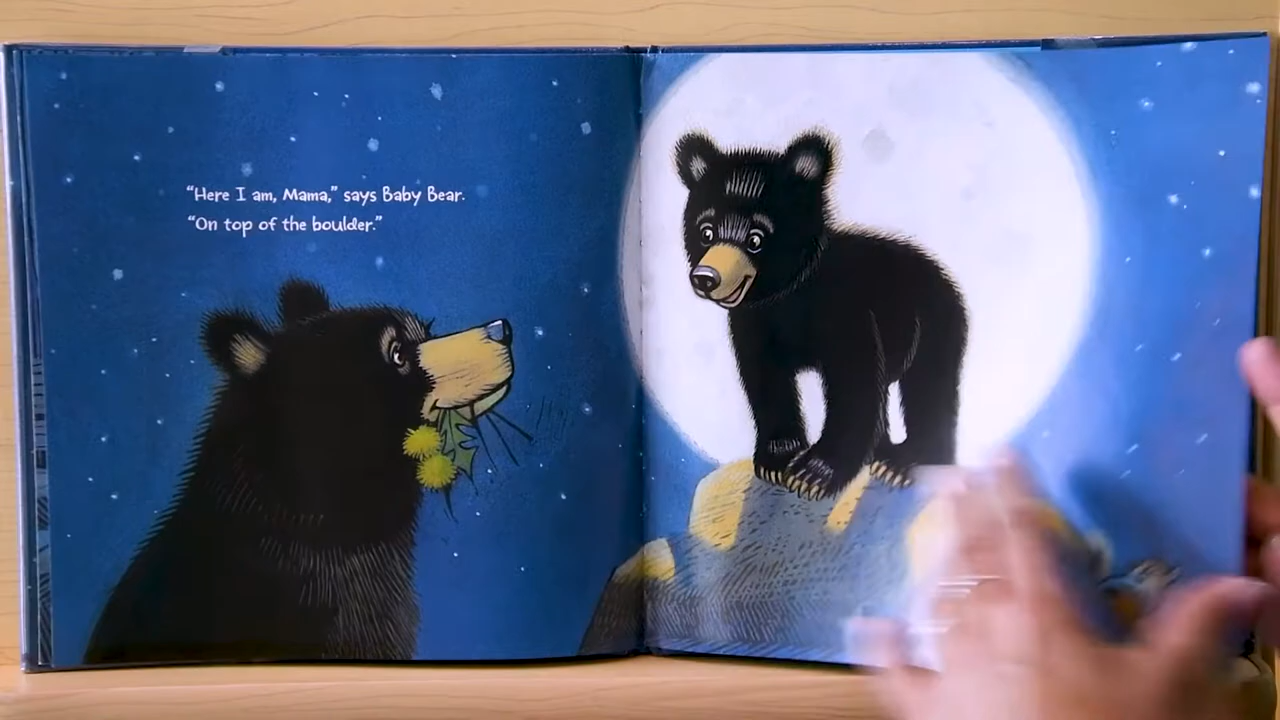 “Here I am, Mama,” says Baby Bear.
“On top of the boulder.”